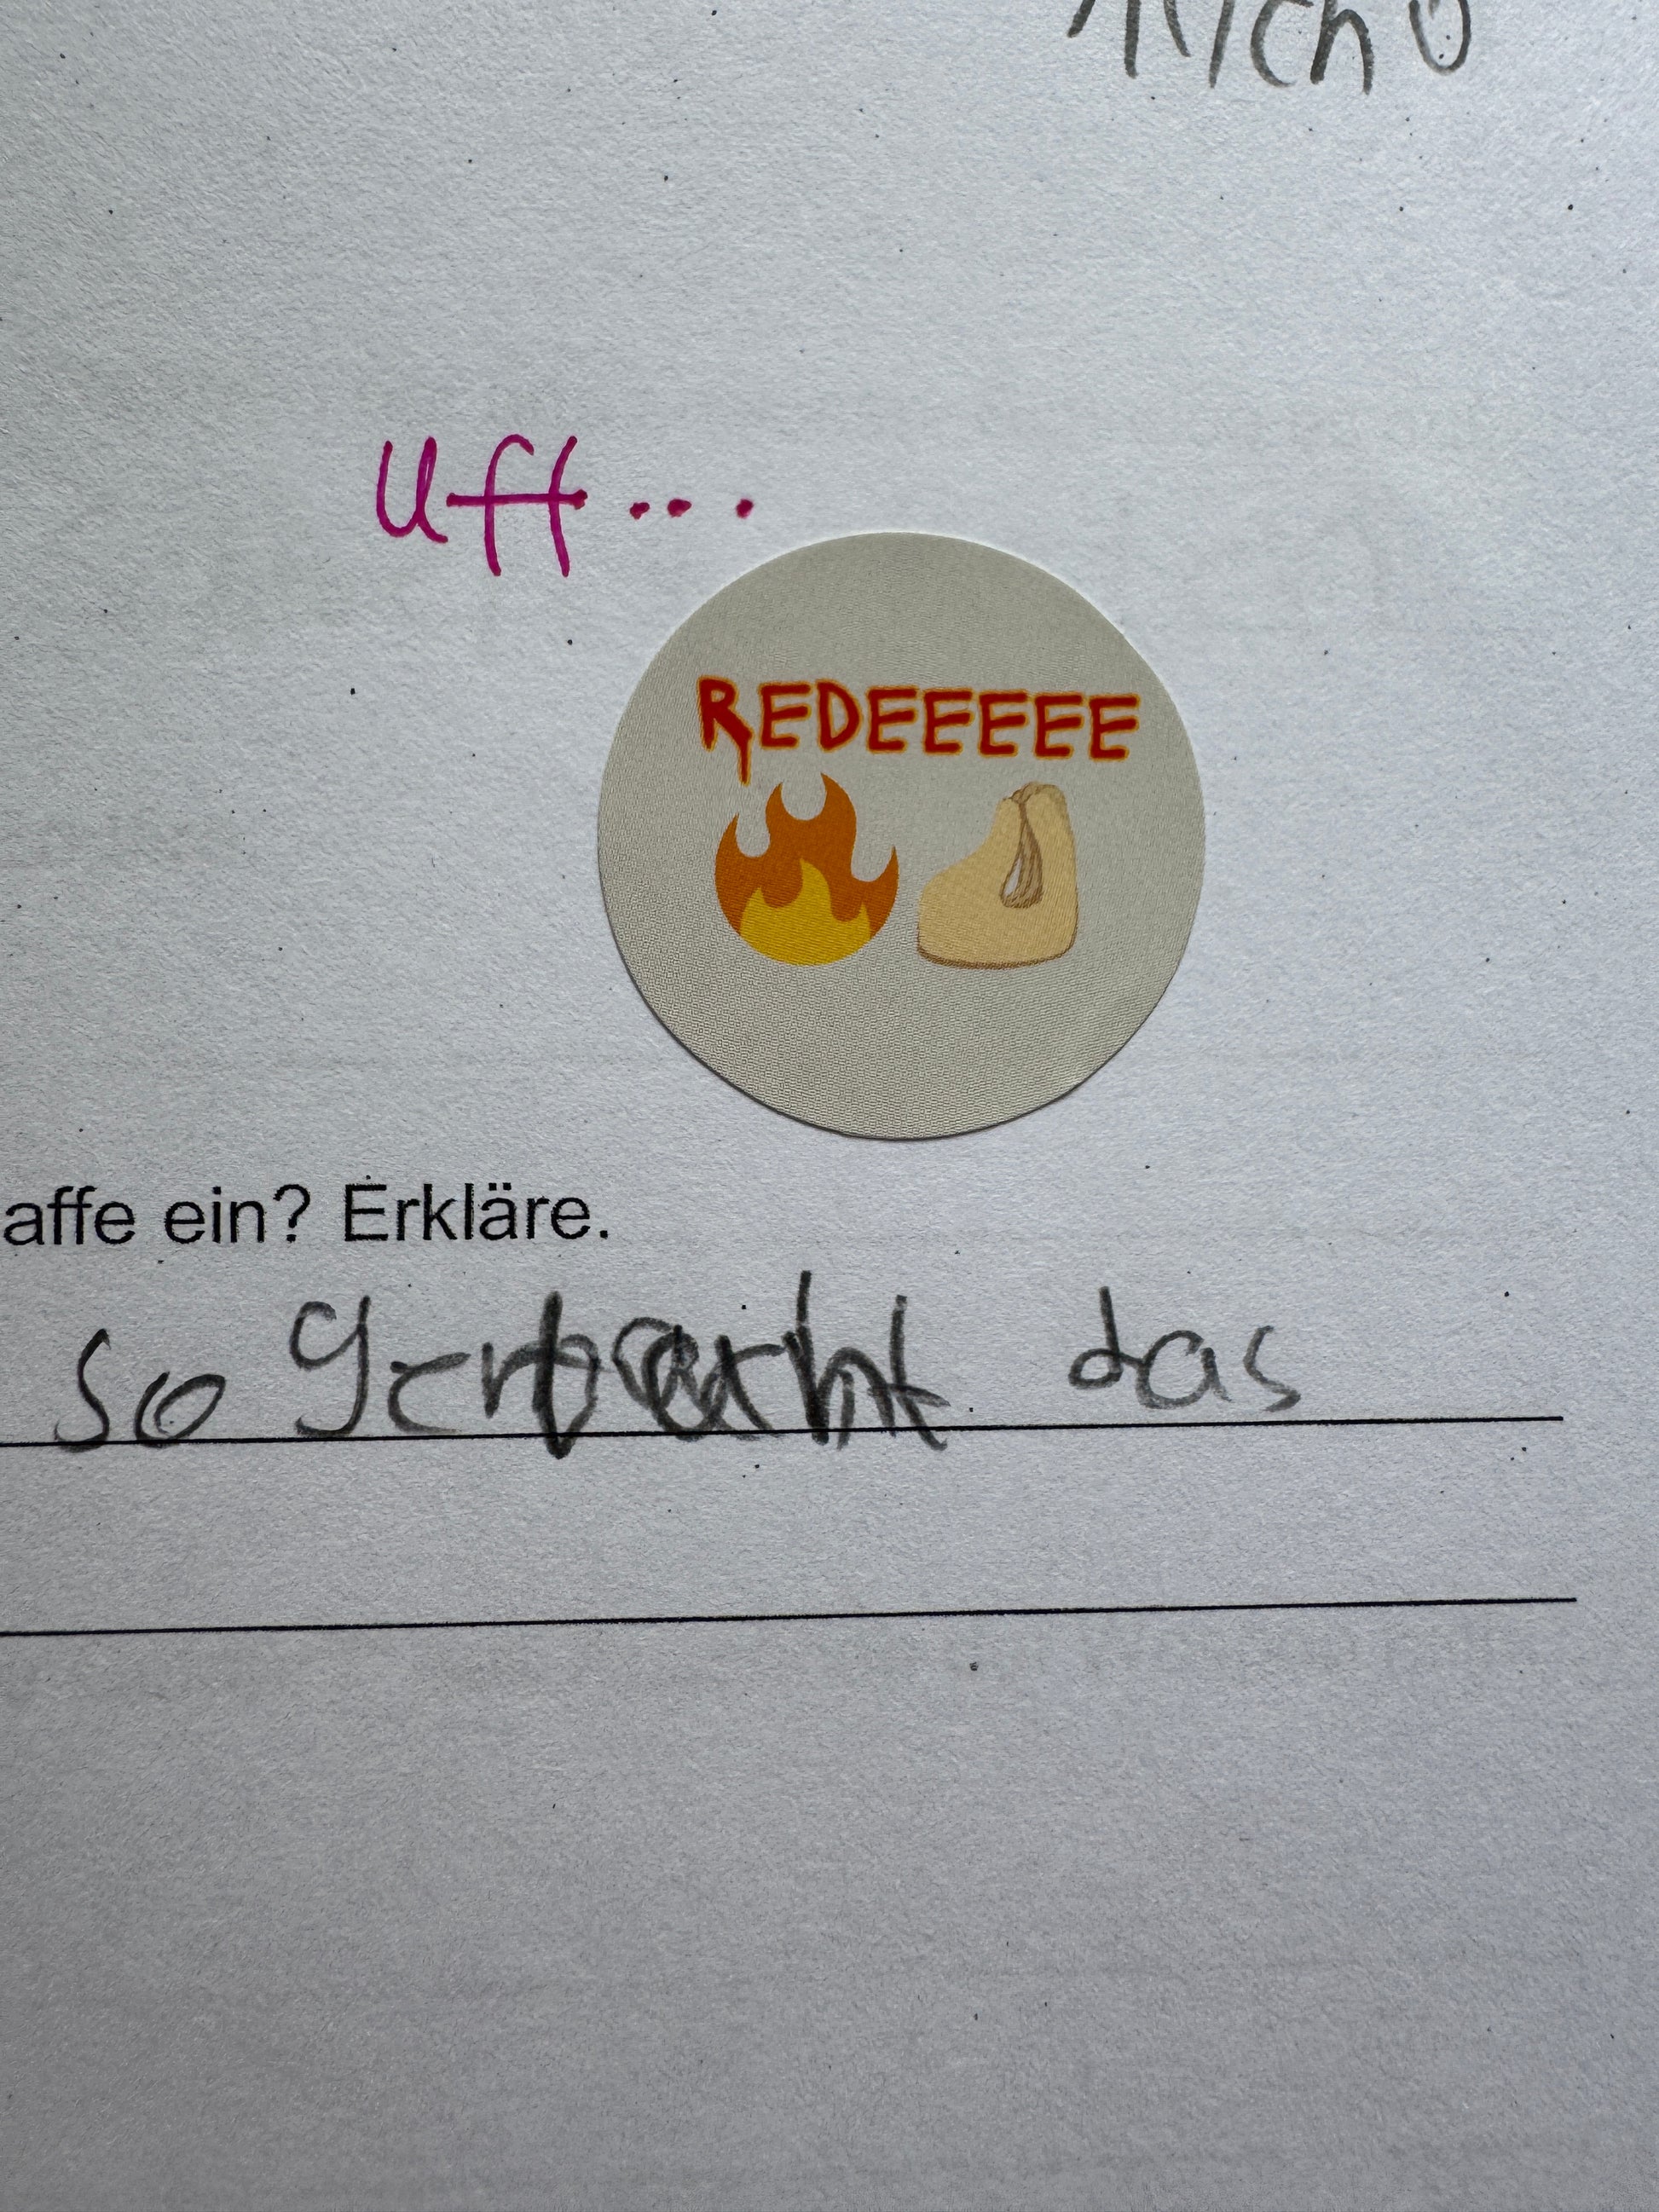 Uff...
REDEEEEE
affe ein? Erkläre.
so das